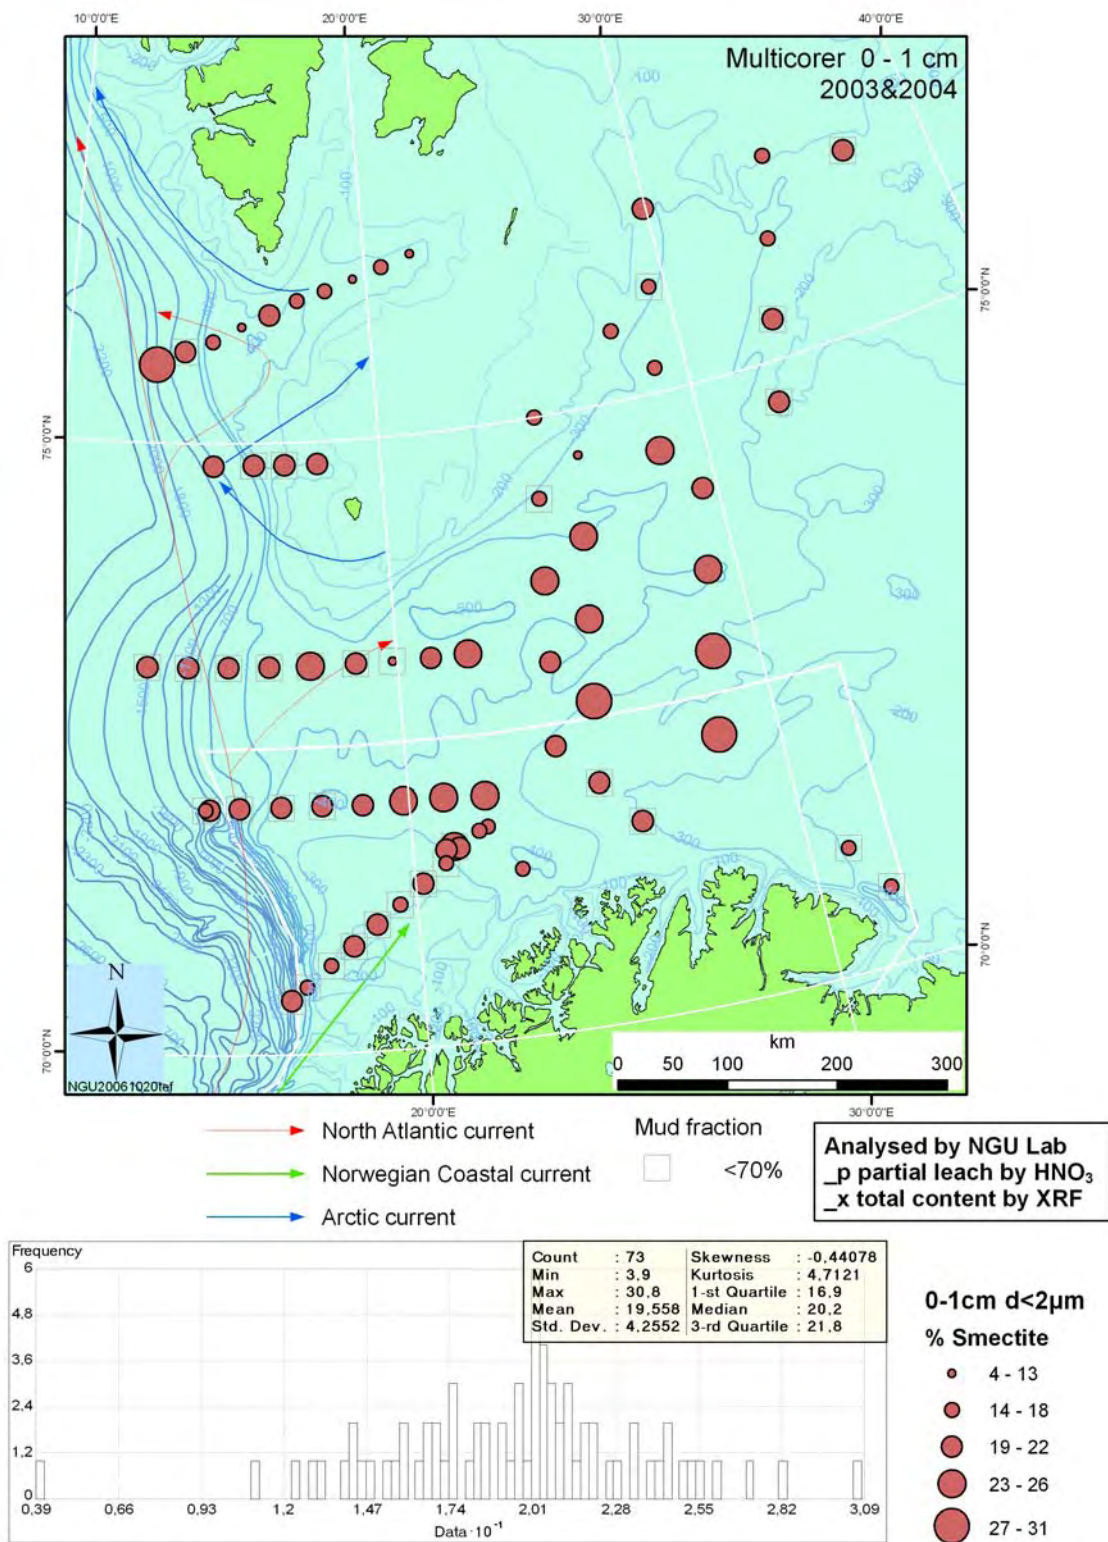 10°0'0"E 20°0'0"E 30°0'0"E 40°0'0"E
Multicorer 0 - 1 cm
2003&2004
75°0'0"N
75°0'0"N
70°0'0"N
70°0'0"N
N
NGU20061020tef
km
0 50 100 200 300
20°0'0"E 30°0'0"E
North Atlantic current
Norwegian Coastal current
Arctic current
Mud fraction
<70%
Analysed by NGU Lab
_p partial leach by HNO₃
_x total content by XRF
Frequency
6
4,8
3,6
2,4
1,2
0
0,39 0,66 0,93 1,2 1,47 1,74 2,01 2,28 2,55 2,82 3,09
Data · 10⁻¹
Count : 73 Skewness : -0,44078
Min : 3,9 Kurtosis : 4,7121
Max : 30,8 1-st Quartile : 16,9
Mean : 19,558 Median : 20,2
Std. Dev. : 4,2552 3-rd Quartile : 21,8
0-1cm d<2µm
% Smectite
4 - 13
14 - 18
19 - 22
23 - 26
27 - 31